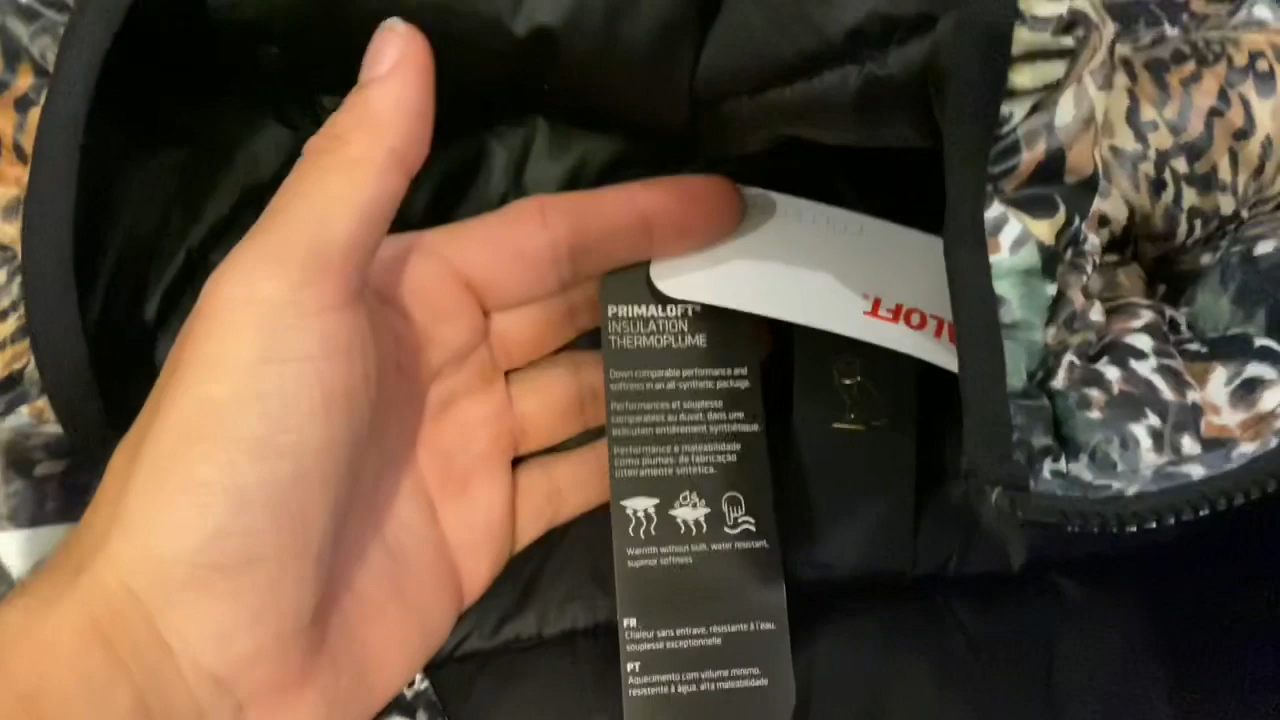 PRIMALOFT®
INSULATION
THERMOPLUME
Down comparable performance and
softness in an all-synthetic package.
Performances et souplesse
comparables au duvet, dans une
exécution entièrement synthétique.
Performance e maleabilidade
como plumas, de fabricação
inteiramente sintética.
Warmth without bulk, water resistant,
superior softness
FR
Chaleur sans entrave, résistante à l'eau,
souplesse exceptionnelle
PT
Aquecimento com volume mínimo,
resistente à água, alta maleabilidade
ALOFT.